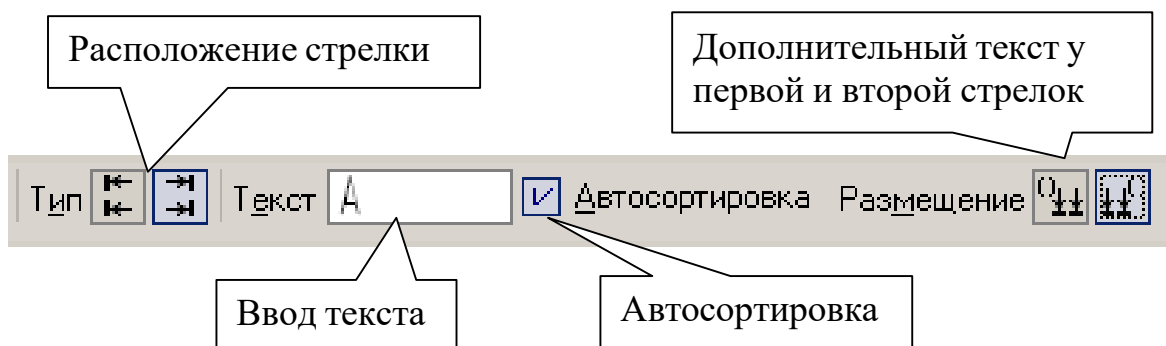 Расположение стрелки
Дополнительный текст у
первой и второй стрелок
Тип Текст А Автосортировка Размещение
Ввод текста
Автосортировка